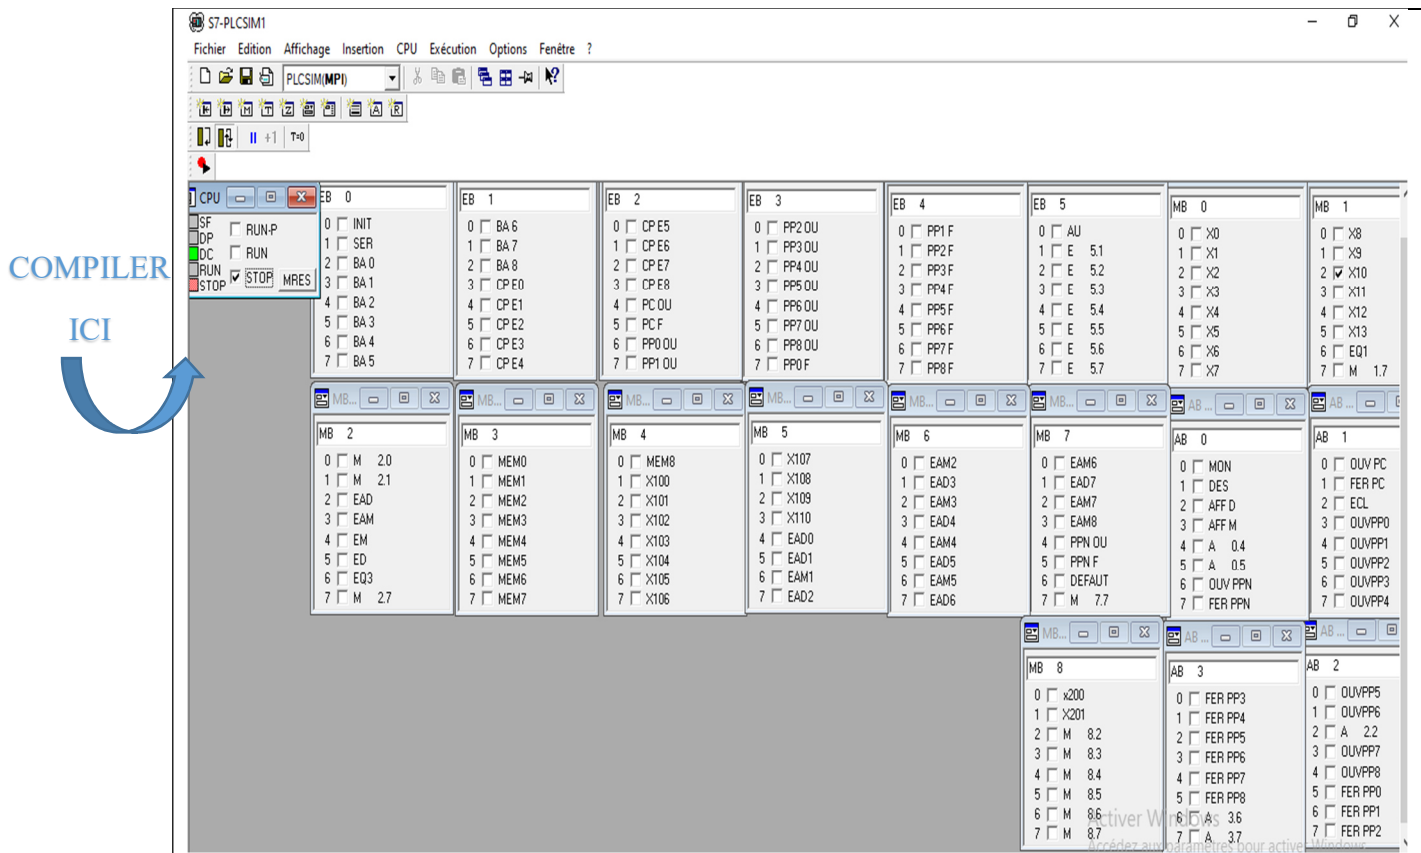 S7-PLCSIM1
Fichier Edition Affichage Insertion CPU Exécution Options Fenêtre ?
PLCSIM(MPI)
+1 T=0
COMPILER
ICI
CPU
SF
DP
DC
RUN
STOP
RUN-P
RUN
STOP MRES
EB 0
0 INIT
1 SER
2 BA 0
3 BA 1
4 BA 2
5 BA 3
6 BA 4
7 BA 5
EB 1
0 BA 6
1 BA 7
2 BA 8
3 CP E0
4 CP E1
5 CP E2
6 CP E3
7 CP E4
EB 2
0 CP E5
1 CP E6
2 CP E7
3 CP E8
4 PC OU
5 PC F
6 PP0 OU
7 PP1 OU
EB 3
0 PP2 OU
1 PP3 OU
2 PP4 OU
3 PP5 OU
4 PP6 OU
5 PP7 OU
6 PP8 OU
7 PP0 F
EB 4
0 PP1 F
1 PP2 F
2 PP3 F
3 PP4 F
4 PP5 F
5 PP6 F
6 PP7 F
7 PP8 F
EB 5
0 AU
1 E 5.1
2 E 5.2
3 E 5.3
4 E 5.4
5 E 5.5
6 E 5.6
7 E 5.7
MB 0
0 X0
1 X1
2 X2
3 X3
4 X4
5 X5
6 X6
7 X7
MB 1
0 X8
1 X9
2 X10
3 X11
4 X12
5 X13
6 EQ1
7 M 1.7
MB...
MB 2
0 M 2.0
1 M 2.1
2 EAD
3 EAM
4 EM
5 ED
6 EQ3
7 M 2.7
MB...
MB 3
0 MEM0
1 MEM1
2 MEM2
3 MEM3
4 MEM4
5 MEM5
6 MEM6
7 MEM7
MB...
MB 4
0 MEM8
1 X100
2 X101
3 X102
4 X103
5 X104
6 X105
7 X106
MB...
MB 5
0 X107
1 X108
2 X109
3 X110
4 EAD0
5 EAD1
6 EAM1
7 EAD2
MB...
MB 6
0 EAM2
1 EAD3
2 EAM3
3 EAD4
4 EAM4
5 EAD5
6 EAM5
7 EAD6
MB...
MB 7
0 EAM6
1 EAD7
2 EAM7
3 EAM8
4 PPN OU
5 PPN F
6 DEFAUT
7 M 7.7
AB ...
AB 0
0 MON
1 DES
2 AFF D
3 AFF M
4 A 0.4
5 A 0.5
6 OUV PPN
7 FER PPN
AB ...
AB 1
0 OUV PC
1 FER PC
2 ECL
3 OUVPP0
4 OUVPP1
5 OUVPP2
6 OUVPP3
7 OUVPP4
MB...
MB 8
0 x200
1 X201
2 M 8.2
3 M 8.3
4 M 8.4
5 M 8.5
6 M 8.6
7 M 8.7
AB ...
AB 3
0 FER PP3
1 FER PP4
2 FER PP5
3 FER PP6
4 FER PP7
5 FER PP8
6 A 3.6
7 A 3.7
AB ...
AB 2
0 OUVPP5
1 OUVPP6
2 A 2.2
3 OUVPP7
4 OUVPP8
5 FER PP0
6 FER PP1
7 FER PP2
Activer Windows
Accédez aux paramètres pour activer Windows.